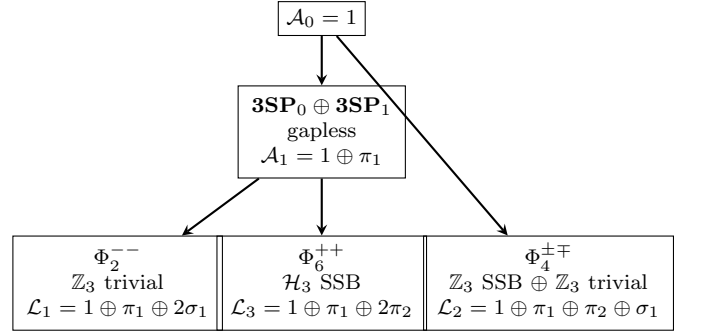 𝒜₀ = 1
𝟑𝐒𝐏₀ ⊕ 𝟑𝐒𝐏₁
gapless
𝒜₁ = 1 ⊕ π₁
Φ₂⁻⁻
ℤ₃ trivial
ℒ₁ = 1 ⊕ π₁ ⊕ 2σ₁
Φ₆⁺⁺
ℋ₃ SSB
ℒ₃ = 1 ⊕ π₁ ⊕ 2π₂
Φ₄^{±∓}
ℤ₃ SSB ⊕ ℤ₃ trivial
ℒ₂ = 1 ⊕ π₁ ⊕ π₂ ⊕ σ₁